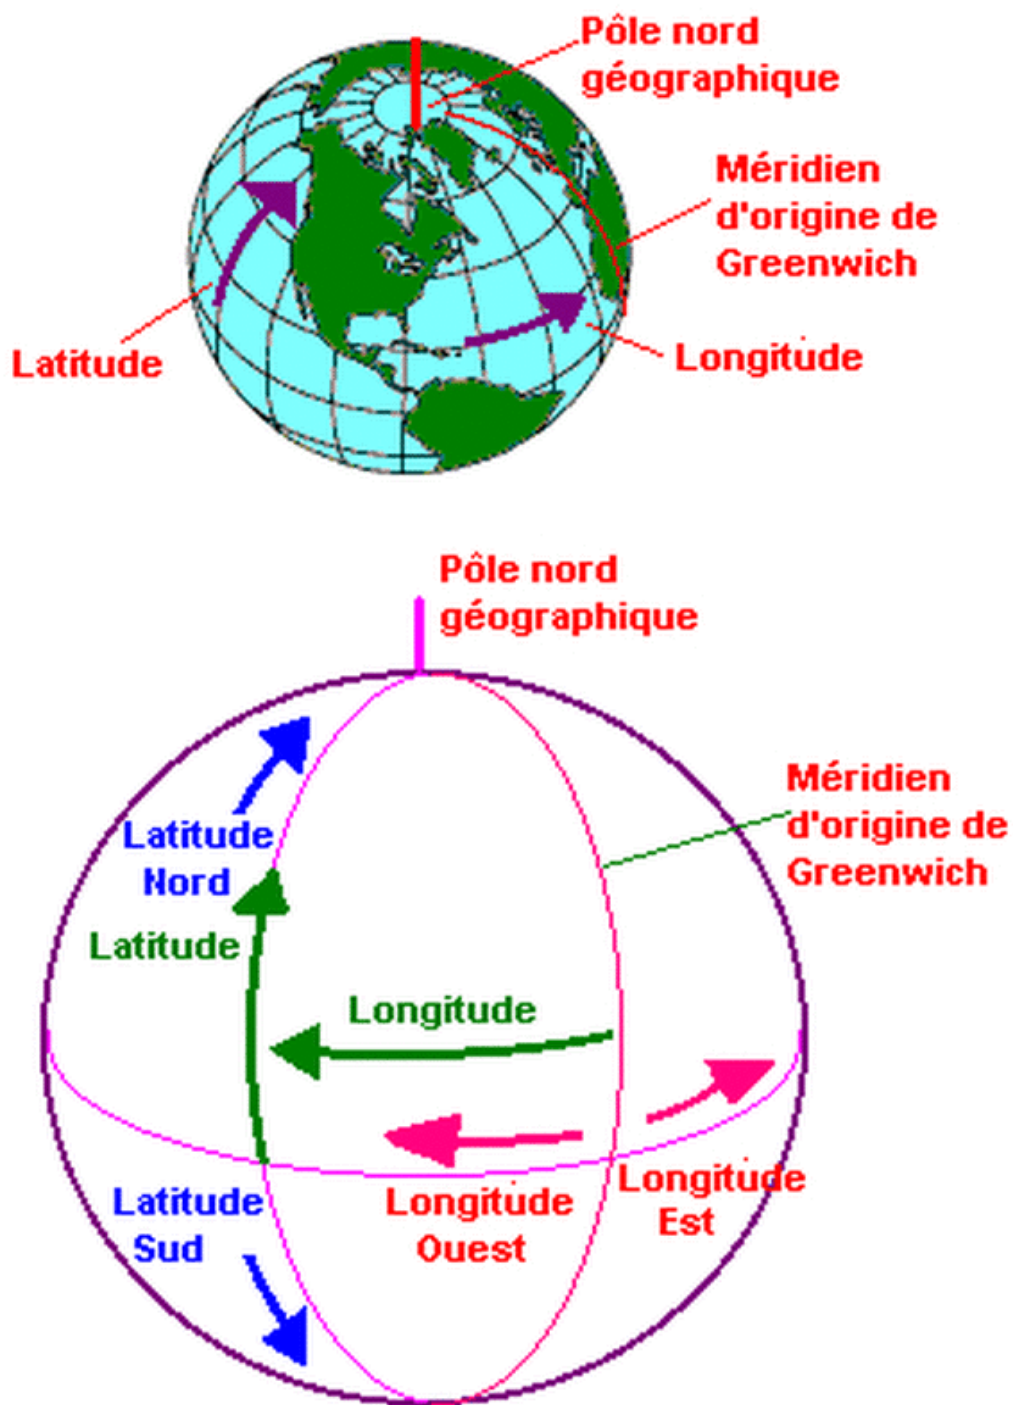 Pôle nord
géographique
Méridien
d'origine de
Greenwich
Latitude
Longitude
Pôle nord
géographique
Méridien
d'origine de
Greenwich
Latitude
Nord
Latitude
Longitude
Latitude
Sud
Longitude
Ouest
Longitude
Est